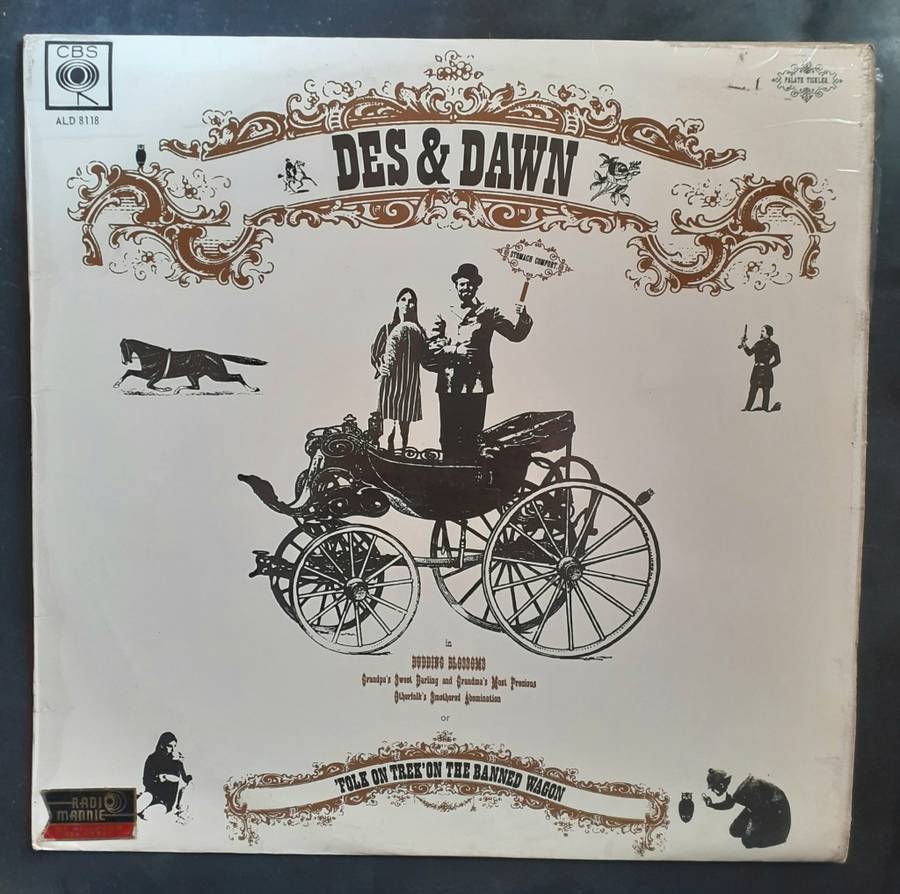 CBS
ALD 8118
PALATE TICKLER
DES & DAWN
STOMACH COMFORT
in
BUDDING BLOSSOMS
Grandpa's Sweet Darling and Grandma's Most Precious
Otherfolk's Smothered Abomination
or
THE
'FOLK ON TREK' ON THE BANNED WAGON
RADIO
MANNIE